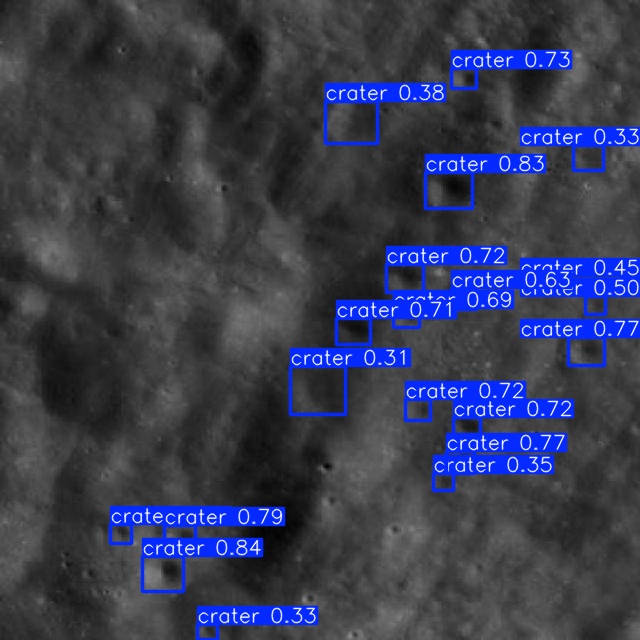 crater 0.73
crater 0.38
crater 0.33
crater 0.83
crater 0.72
crater 0.45
crater 0.63
crater 0.50
crater 0.69
crater 0.71
crater 0.77
crater 0.31
crater 0.72
crater 0.72
crater 0.77
crater 0.35
crater 0.79
crater 0.84
crater 0.33